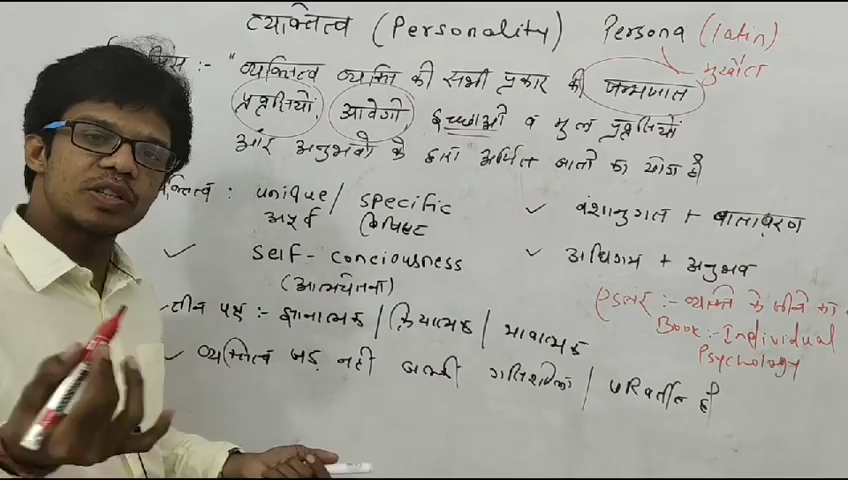 व्यक्तित्व (Personality) Persona (latin)
मुखौटा
:- "व्यक्तित्व व्यक्ति की सभी प्रकार की जन्मजात
प्रवृत्तियों, आवेगों इच्छाओं व मूल प्रवृत्तियों
और अनुभवों के द्वारा अर्जित बातों का योग है
: unique / specific ✓ वंशानुगत + वातावरण
अपूर्व विशिष्ट
✓ self-conciousness ✓ अधिगम + अनुभव
(आत्मचेतना)
तीन पक्ष :- ज्ञानात्मक / क्रियात्मक / भावात्मक
एडलर :- व्यक्ति के जीने का
Book :- Individual
Psychology
✓ व्यक्तित्व जड़ नहीं बल्कि गतिशील / परिवर्तित है